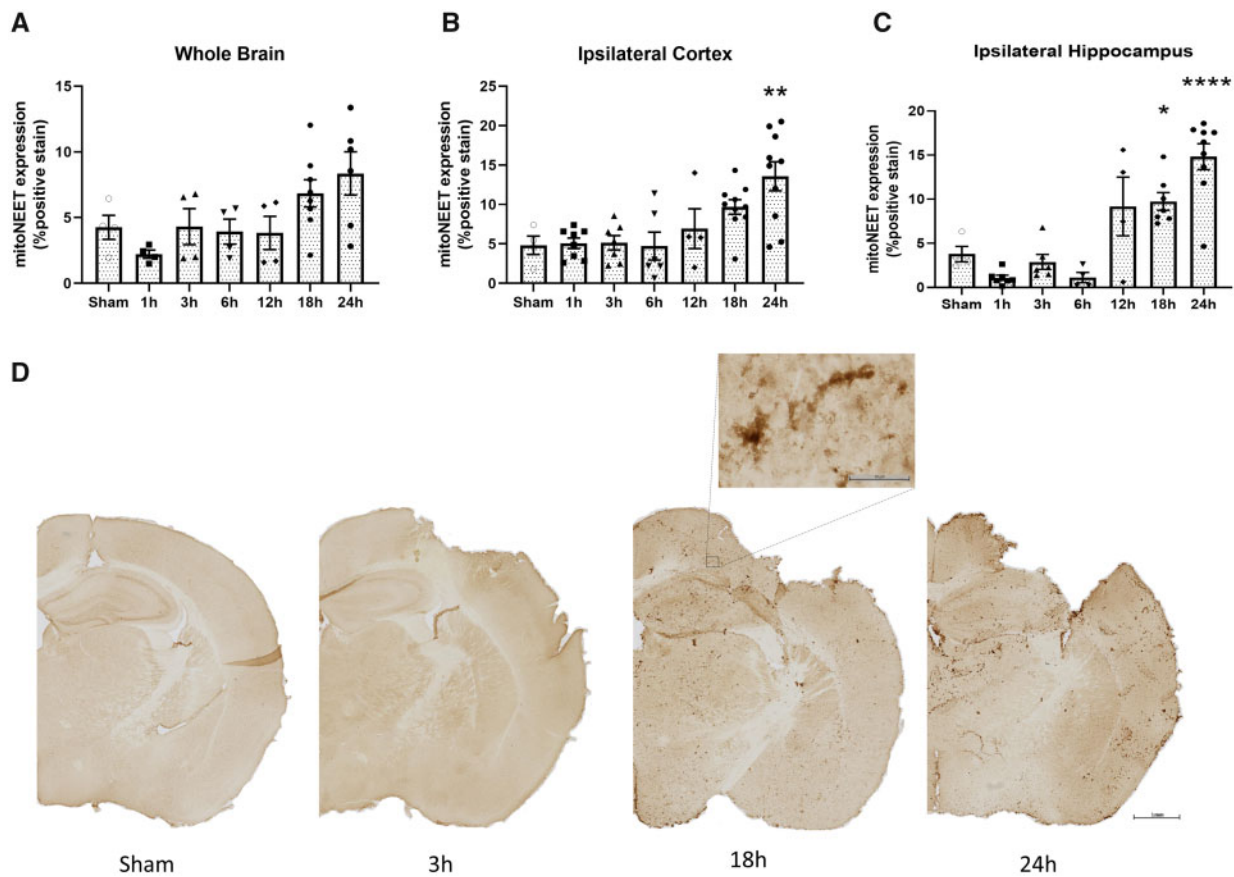 A
Whole Brain
mitoNEET expression
(%positive stain)
15
10
5
0
Sham 1h 3h 6h 12h 18h 24h
B
Ipsilateral Cortex
mitoNEET expression
(%positive stain)
25
20
15
10
5
0
**
Sham 1h 3h 6h 12h 18h 24h
C
Ipsilateral Hippocampus
mitoNEET expression
(%positive stain)
20
15
10
5
0
*
****
Sham 1h 3h 6h 12h 18h 24h
D
Sham 3h 18h 24h